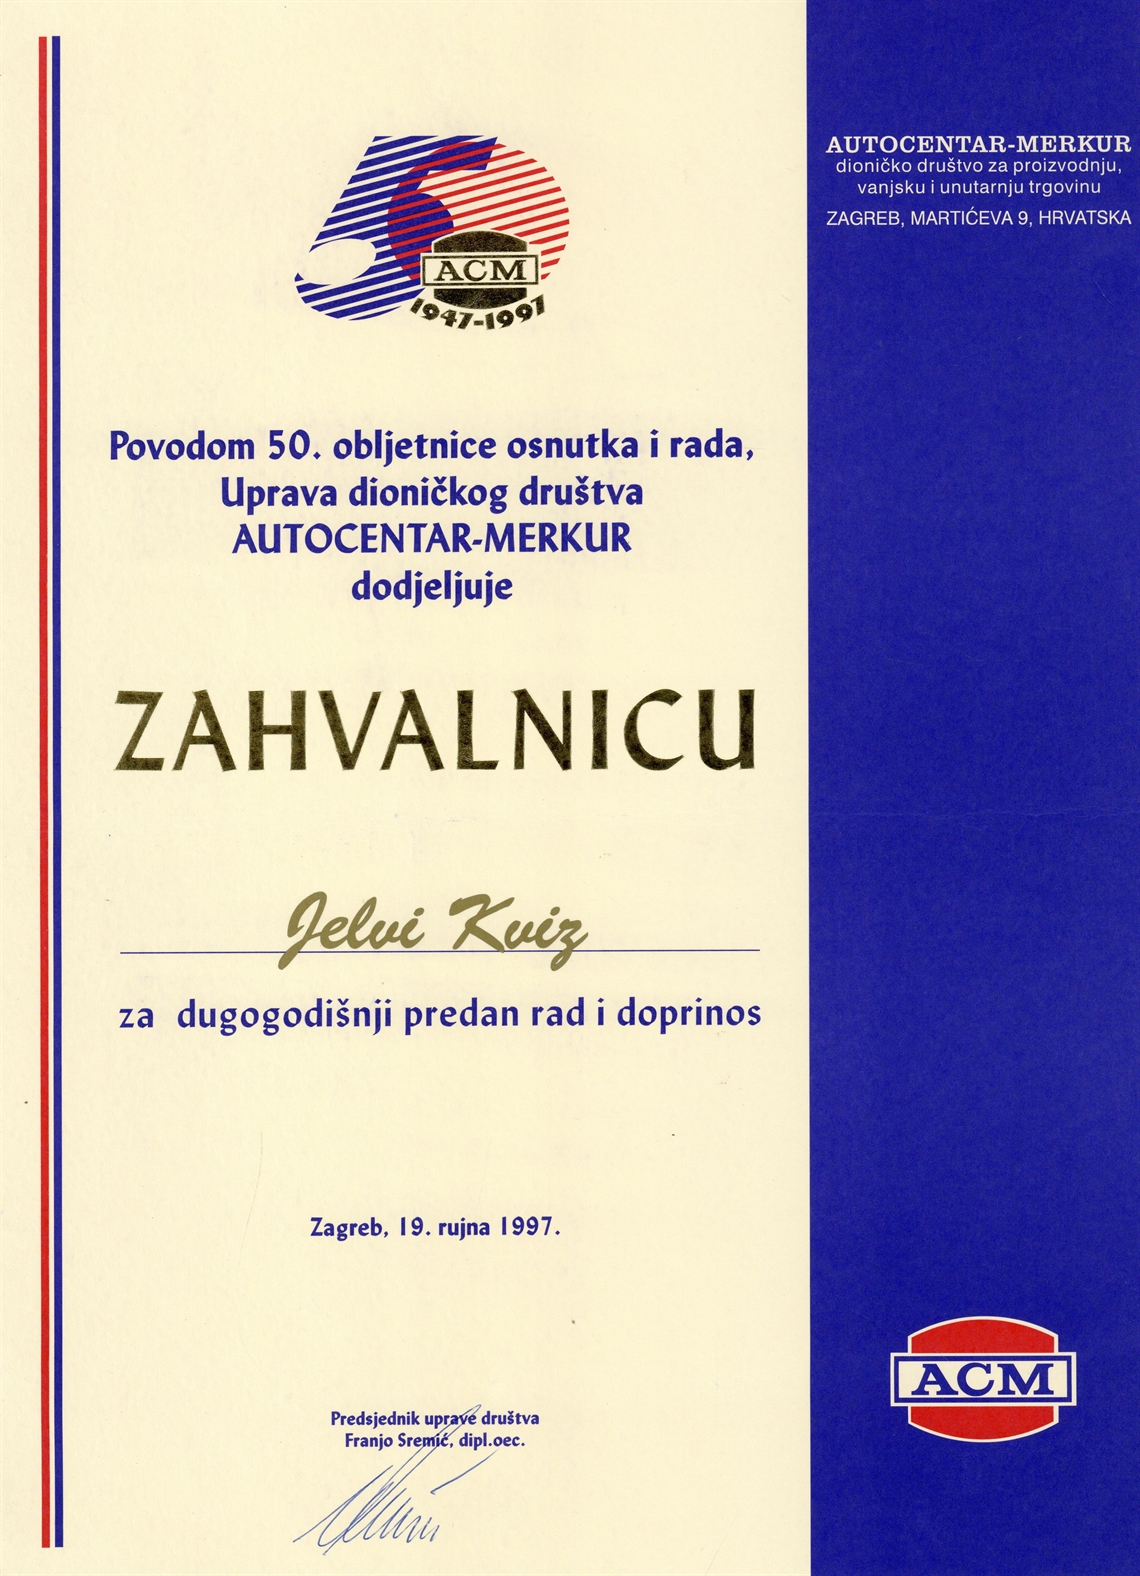 AUTOCENTAR-MERKUR
dioničko društvo za proizvodnju,
vanjsku i unutarnju trgovinu
ZAGREB, MARTIĆEVA 9, HRVATSKA
50
ACM
1947-1997
Povodom 50. obljetnice osnutka i rada,
Uprava dioničkog društva
AUTOCENTAR-MERKUR
dodjeljuje
ZAHVALNICU
Jelvi Kviz
za dugogodišnji predan rad i doprinos
Zagreb, 19. rujna 1997.
Predsjednik uprave društva
Franjo Sremić, dipl.oec.
ACM